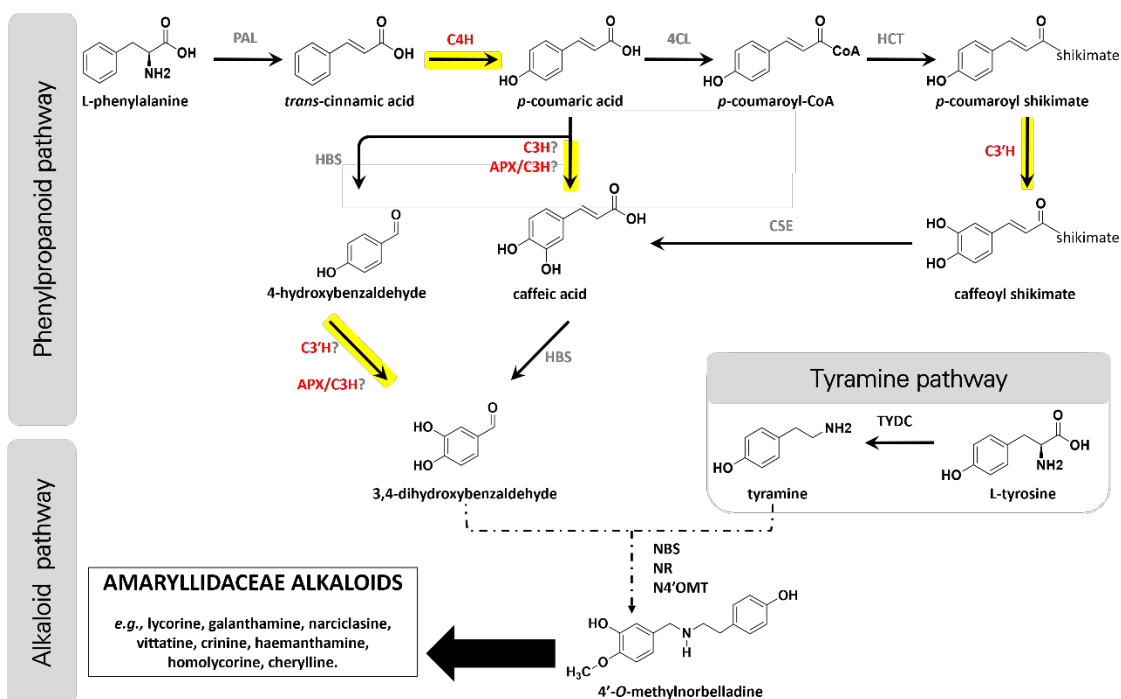 Phenylpropanoid pathway
PAL
C4H
4CL
HCT
O
OH
NH2
L-phenylalanine
O
OH
trans-cinnamic acid
O
OH
HO
p-coumaric acid
O
CoA
HO
p-coumaroyl-CoA
O
shikimate
HO
p-coumaroyl shikimate
HBS
C3H?
APX/C3H?
C3'H
O
HO
4-hydroxybenzaldehyde
O
OH
HO
OH
caffeic acid
CSE
O
shikimate
HO
HO
caffeoyl shikimate
C3'H?
APX/C3H?
HBS
O
HO
HO
3,4-dihydroxybenzaldehyde
Tyramine pathway
NH2
HO
tyramine
TYDC
O
OH
NH2
HO
L-tyrosine
Alkaloid pathway
NBS
NR
N4'OMT
AMARYLLIDACEAE ALKALOIDS
e.g., lycorine, galanthamine, narciclasine,
vittatine, crinine, haemanthamine,
homolycorine, cherylline.
OH
HO
N
H
H3C
O
4'-O-methylnorbelladine